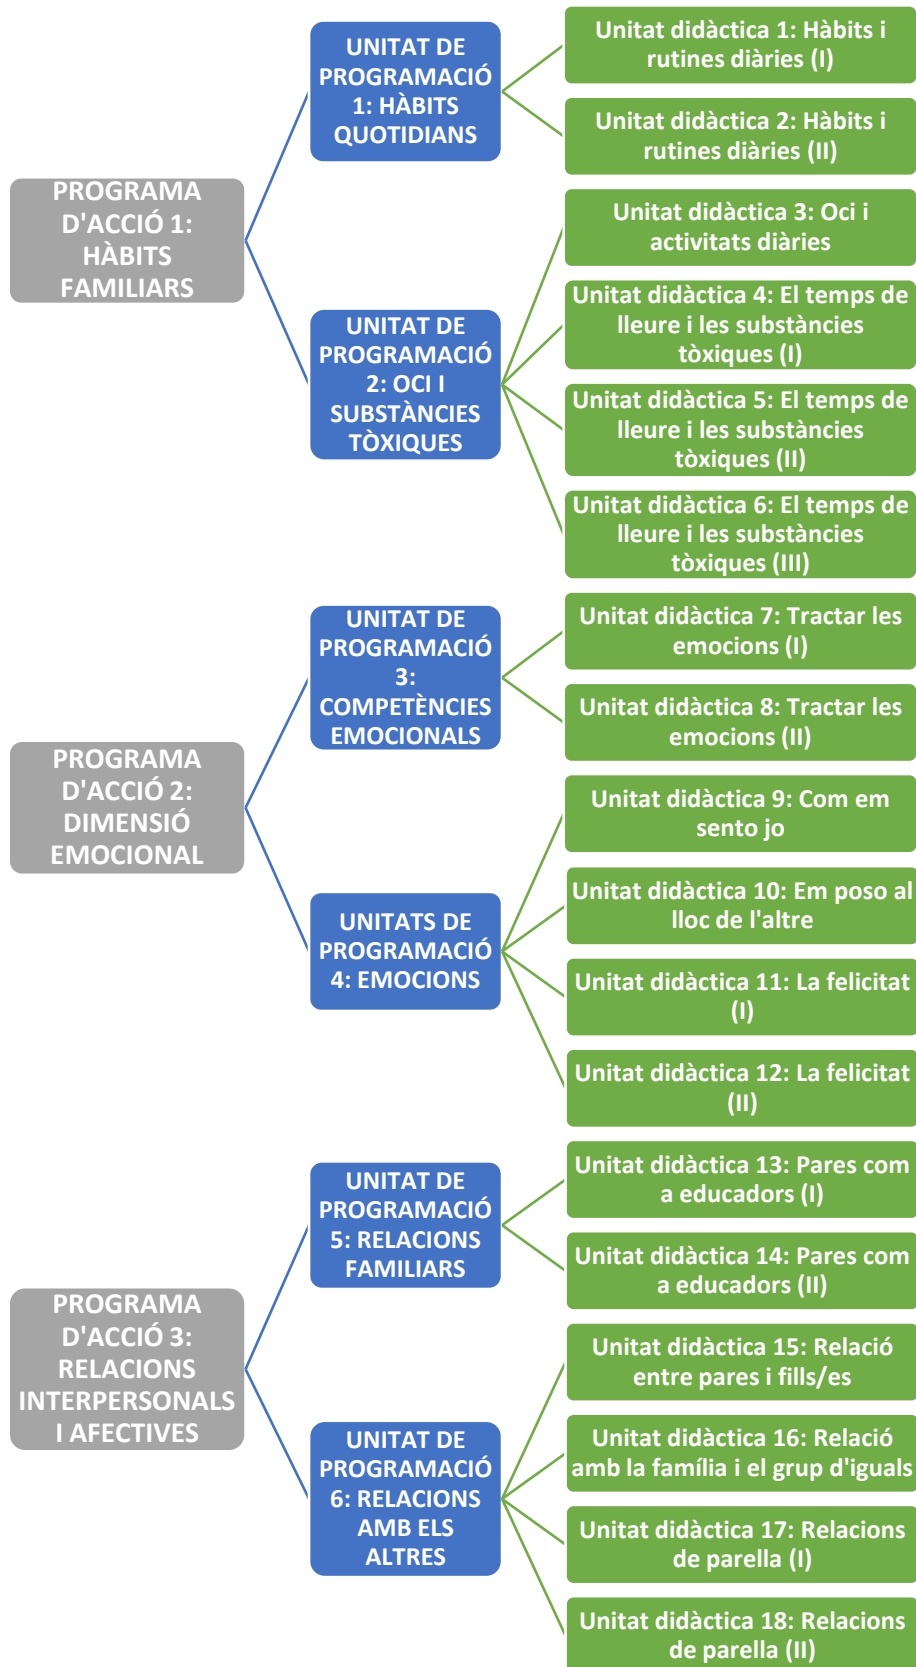 PROGRAMA
D'ACCIÓ 1:
HÀBITS
FAMILIARS
UNITAT DE
PROGRAMACIÓ
1: HÀBITS
QUOTIDIANS
Unitat didàctica 1: Hàbits i
rutines diàries (I)
Unitat didàctica 2: Hàbits i
rutines diàries (II)
UNITAT DE
PROGRAMACIÓ
2: OCI I
SUBSTÀNCIES
TÒXIQUES
Unitat didàctica 3: Oci i
activitats diàries
Unitat didàctica 4: El temps de
lleure i les substàncies
tòxiques (I)
Unitat didàctica 5: El temps de
lleure i les substàncies
tòxiques (II)
Unitat didàctica 6: El temps de
lleure i les substàncies
tòxiques (III)
PROGRAMA
D'ACCIÓ 2:
DIMENSIÓ
EMOCIONAL
UNITAT DE
PROGRAMACIÓ
3:
COMPETÈNCIES
EMOCIONALS
Unitat didàctica 7: Tractar les
emocions (I)
Unitat didàctica 8: Tractar les
emocions (II)
UNITATS DE
PROGRAMACIÓ
4: EMOCIONS
Unitat didàctica 9: Com em
sento jo
Unitat didàctica 10: Em poso al
lloc de l'altre
Unitat didàctica 11: La felicitat
(I)
Unitat didàctica 12: La felicitat
(II)
PROGRAMA
D'ACCIÓ 3:
RELACIONS
INTERPERSONALS
I AFECTIVES
UNITAT DE
PROGRAMACIÓ
5: RELACIONS
FAMILIARS
Unitat didàctica 13: Pares com
a educadors (I)
Unitat didàctica 14: Pares com
a educadors (II)
UNITAT DE
PROGRAMACIÓ
6: RELACIONS
AMB ELS
ALTRES
Unitat didàctica 15: Relació
entre pares i fills/es
Unitat didàctica 16: Relació
amb la família i el grup d'iguals
Unitat didàctica 17: Relacions
de parella (I)
Unitat didàctica 18: Relacions
de parella (II)